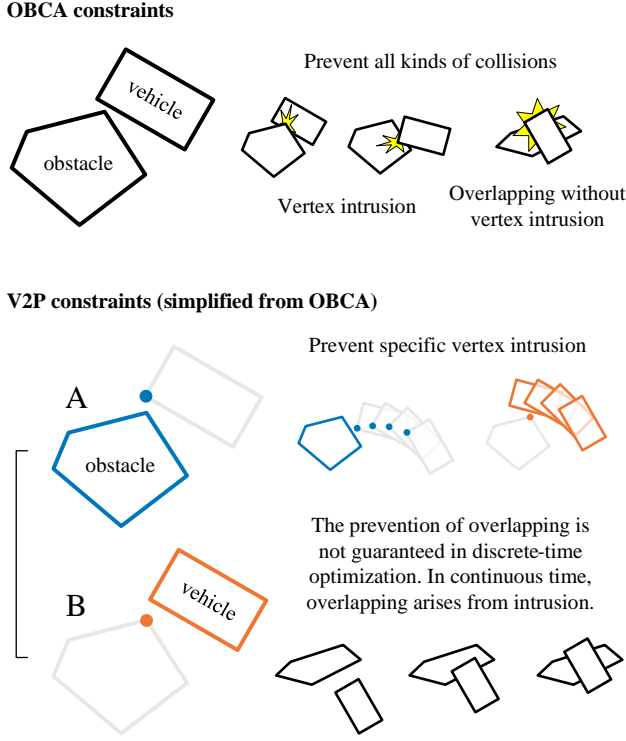 OBCA constraints
Prevent all kinds of collisions
vehicle
obstacle
Vertex intrusion
Overlapping without
vertex intrusion
V2P constraints (simplified from OBCA)
Prevent specific vertex intrusion
A
obstacle
The prevention of overlapping is
not guaranteed in discrete-time
optimization. In continuous time,
overlapping arises from intrusion.
B
vehicle